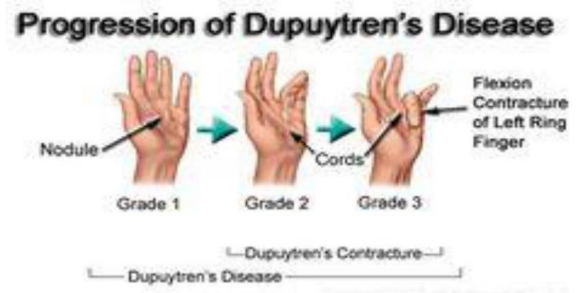 Progression of Dupuytren's Disease
Flexion
Contracture
of Left Ring
Finger
Nodule
Cords
Grade 1
Grade 2
Grade 3
Dupuytren's Contracture
Dupuytren's Disease